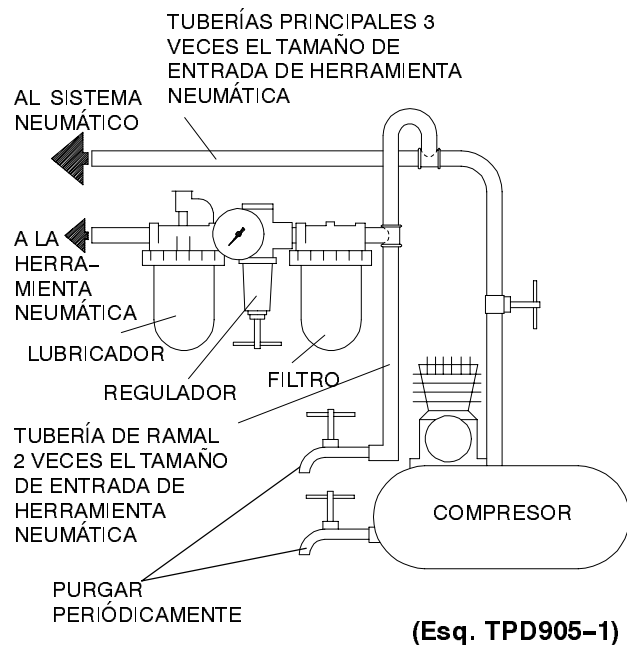 TUBERÍAS PRINCIPALES 3
VECES EL TAMAÑO DE
ENTRADA DE HERRAMIENTA
NEUMÁTICA
AL SISTEMA
NEUMÁTICO
A LA
HERRA–
MIENTA
NEUMÁTICA
LUBRICADOR
REGULADOR
FILTRO
TUBERÍA DE RAMAL
2 VECES EL TAMAÑO
DE ENTRADA DE
HERRAMIENTA
NEUMÁTICA
COMPRESOR
PURGAR
PERIÓDICAMENTE
(Esq. TPD905–1)